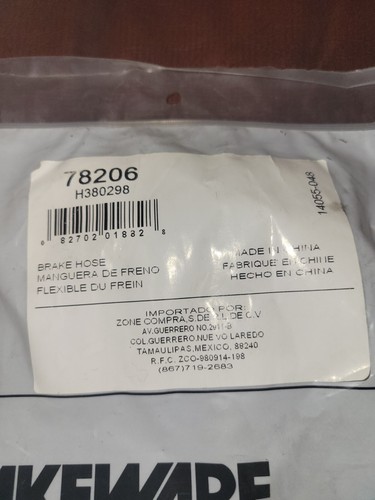 78206
H380298
14055-048
0 82702 01882 8
BRAKE HOSE
MANGUERA DE FRENO
FLEXIBLE DU FREIN
MADE IN CHINA
FABRIQUE EN CHINE
HECHO EN CHINA
IMPORTADO POR:
ZONE COMPRA,S.DE R.L DE C.V
AV.GUERRERO NO.2911-B
COL.GUERRERO,NUEVO LAREDO
TAMAULIPAS,MEXICO, 88240
R.F.C. ZCO-980914-198
(867)719-2683
AKEWARE